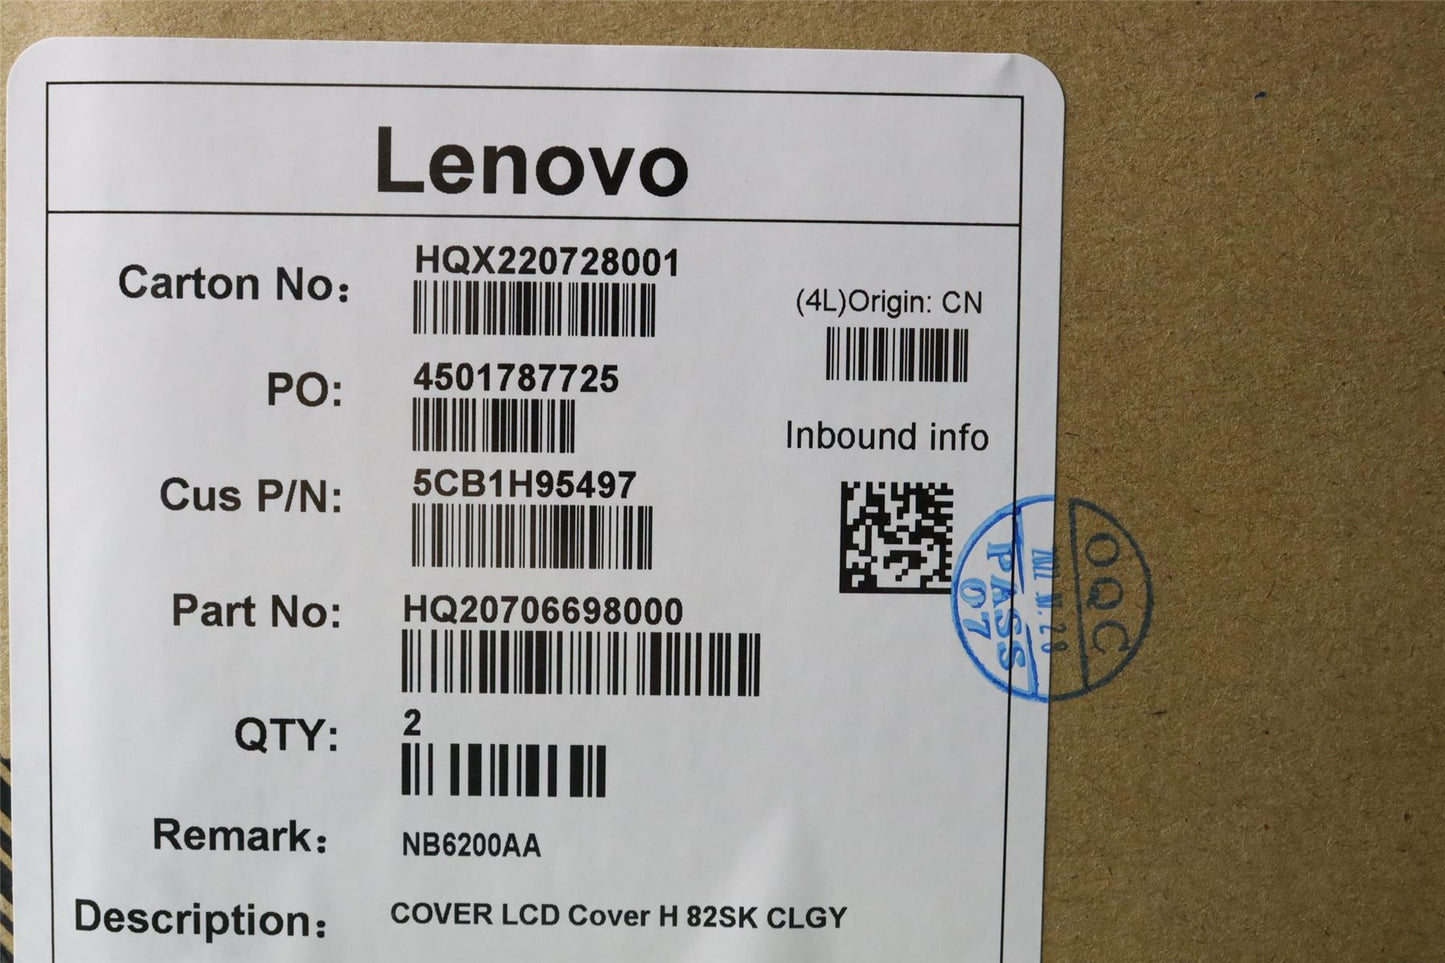 Lenovo
Carton No: HQX220728001
(4L)Origin: CN
PO: 4501787725
Inbound info
Cus P/N: 5CB1H95497
Part No: HQ20706698000
QTY: 2
Remark: NB6200AA
Description: COVER LCD Cover H 82SK CLGY
OQC
PASS
07